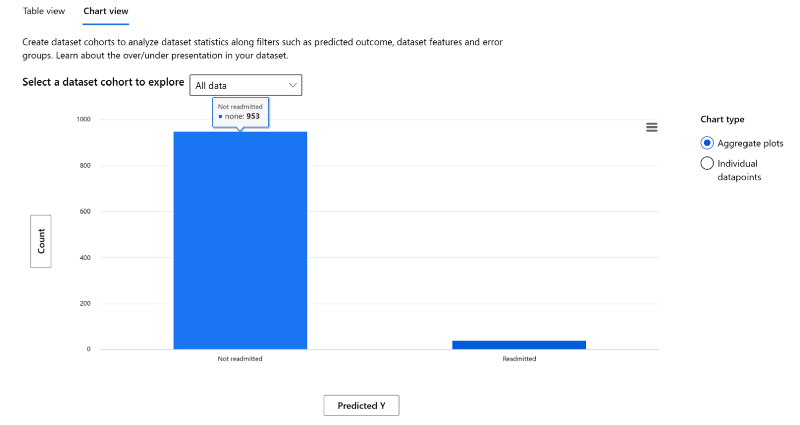 Table view
Chart view
Create dataset cohorts to analyze dataset statistics along filters such as predicted outcome, dataset features and error
groups. Learn about the over/under presentation in your dataset.
Select a dataset cohort to explore
All data
Not readmitted
none: 953
1000
800
600
400
200
0
Count
Not readmitted
Readmitted
Predicted Y
Chart type
Aggregate plots
Individual
datapoints